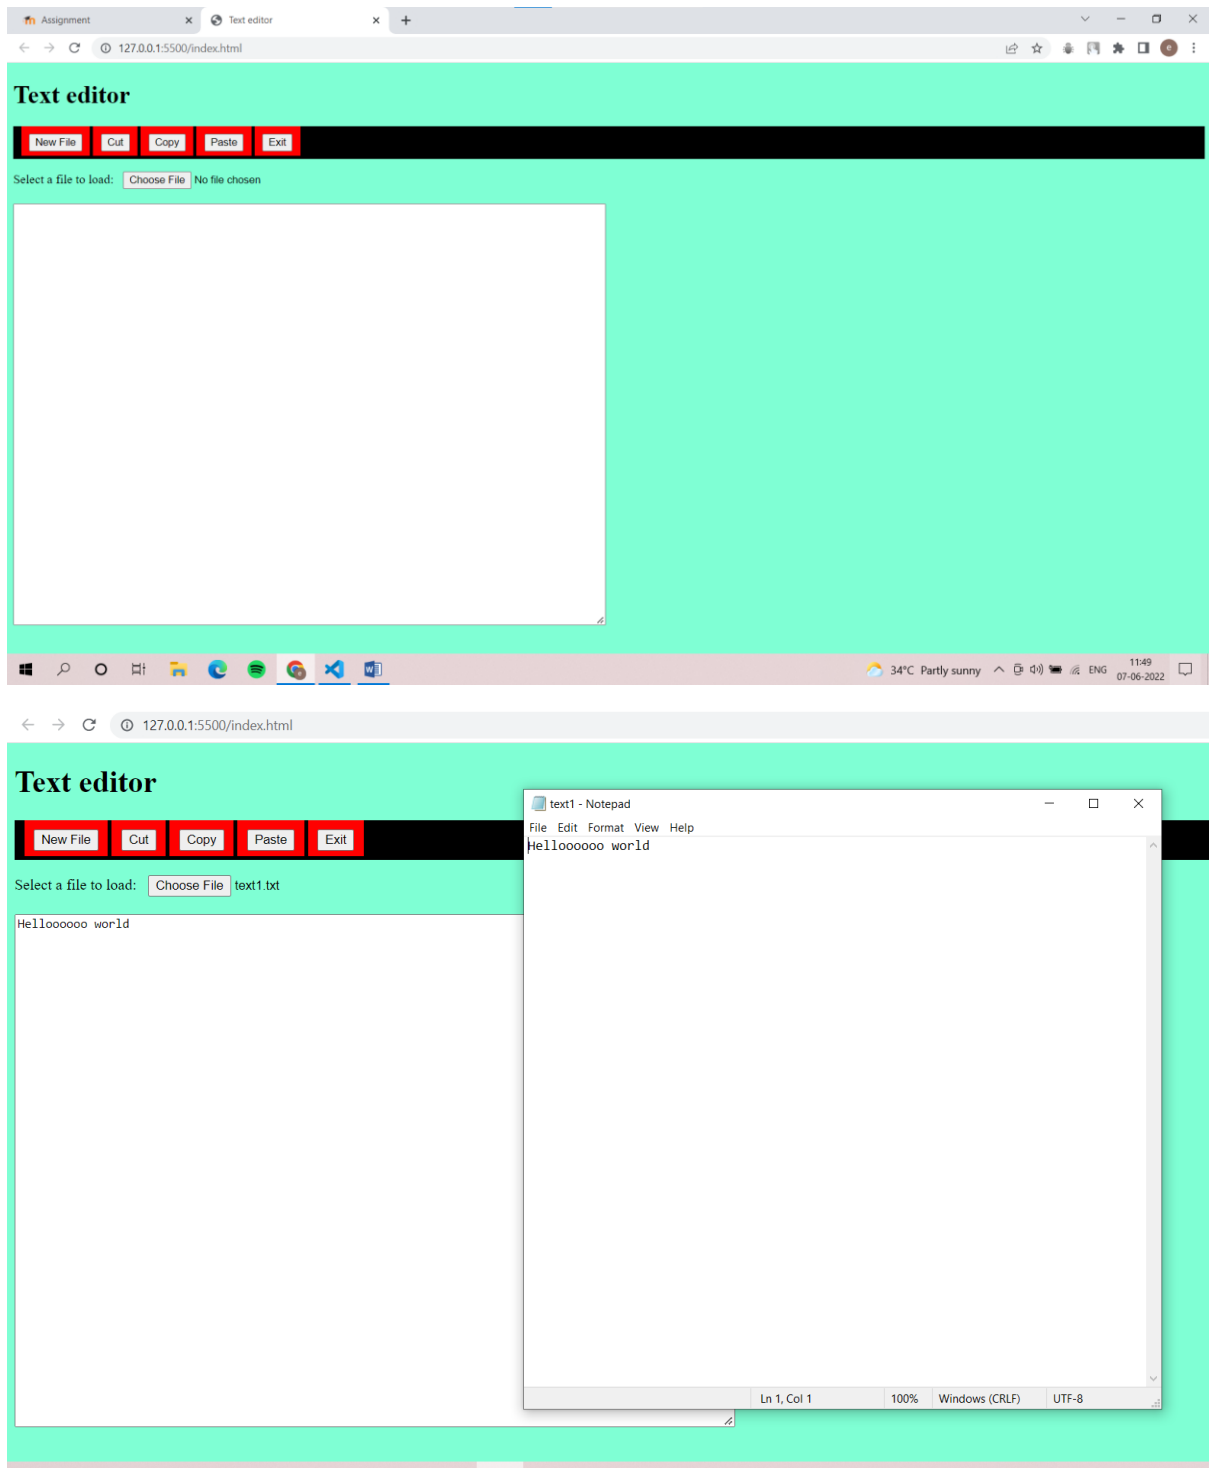 Assignment
Text editor
127.0.0.1:5500/index.html
e
Text editor
New File Cut Copy Paste Exit
Select a file to load: Choose File No file chosen
34°C Partly sunny ENG 11:49
07-06-2022
127.0.0.1:5500/index.html
Text editor
New File Cut Copy Paste Exit
Select a file to load: Choose File text1.txt
Helloooooo world
text1 - Notepad
File Edit Format View Help
Helloooooo world
Ln 1, Col 1 100% Windows (CRLF) UTF-8